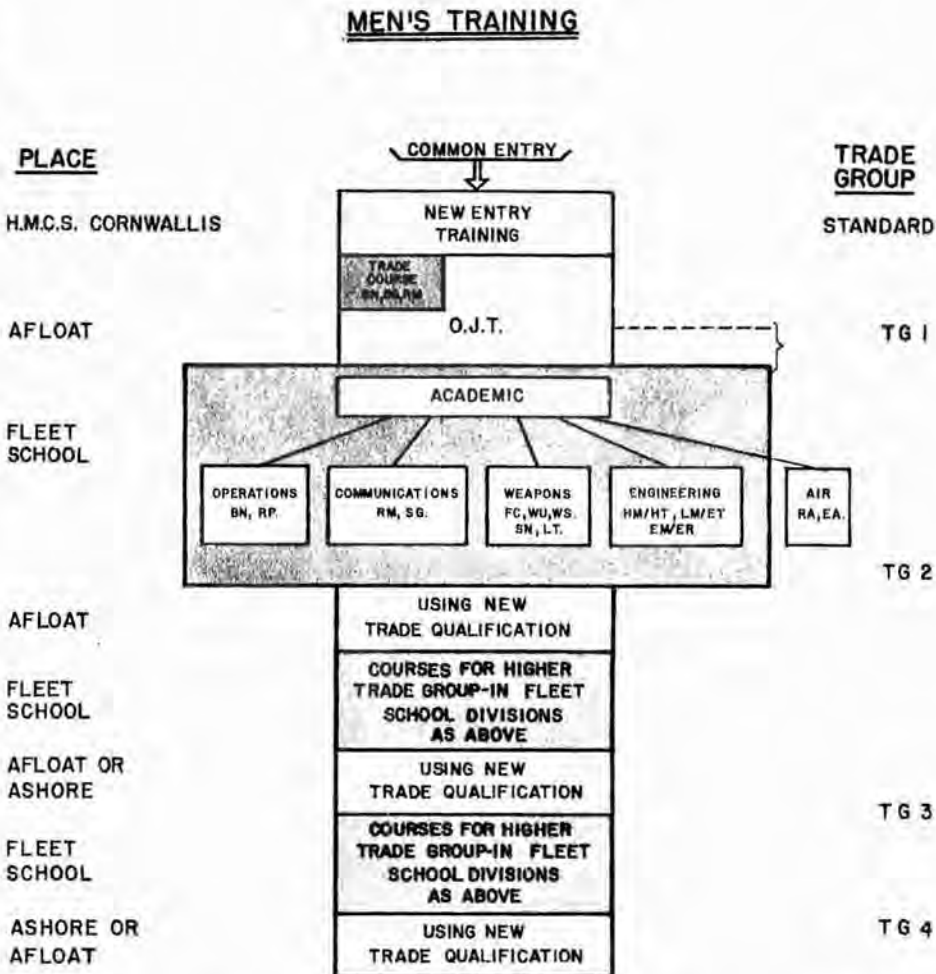 MEN'S TRAINING
PLACE
COMMON ENTRY
TRADE
GROUP
H.M.C.S. CORNWALLIS
NEW ENTRY
TRAINING
STANDARD
TRADE
COURSE
O.J.T.
AFLOAT
TG 1
ACADEMIC
FLEET
SCHOOL
OPERATIONS
BN, RP.
COMMUNICATIONS
RM, SG.
WEAPONS
FC, WU, WS.
SN, LT.
ENGINEERING
HM/HT, LM/ET
EM/ER
AIR
RA, EA.
TG 2
AFLOAT
USING NEW
TRADE QUALIFICATION
FLEET
SCHOOL
COURSES FOR HIGHER
TRADE GROUP-IN FLEET
SCHOOL DIVISIONS
AS ABOVE
AFLOAT OR
ASHORE
USING NEW
TRADE QUALIFICATION
TG 3
FLEET
SCHOOL
COURSES FOR HIGHER
TRADE GROUP-IN FLEET
SCHOOL DIVISIONS
AS ABOVE
ASHORE OR
AFLOAT
USING NEW
TRADE QUALIFICATION
TG 4